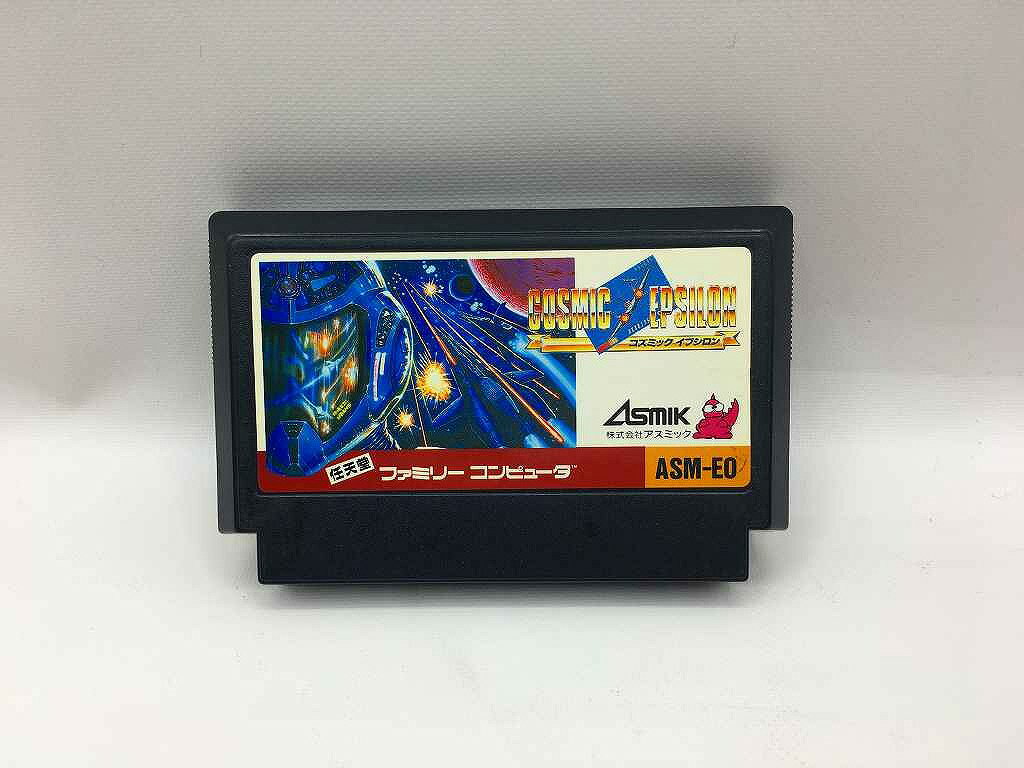 COSMIC EPSILON
コズミック イプシロン
ASMIK
株式会社アスミック
任天堂 ファミリー コンピュータ™
ASM-EO